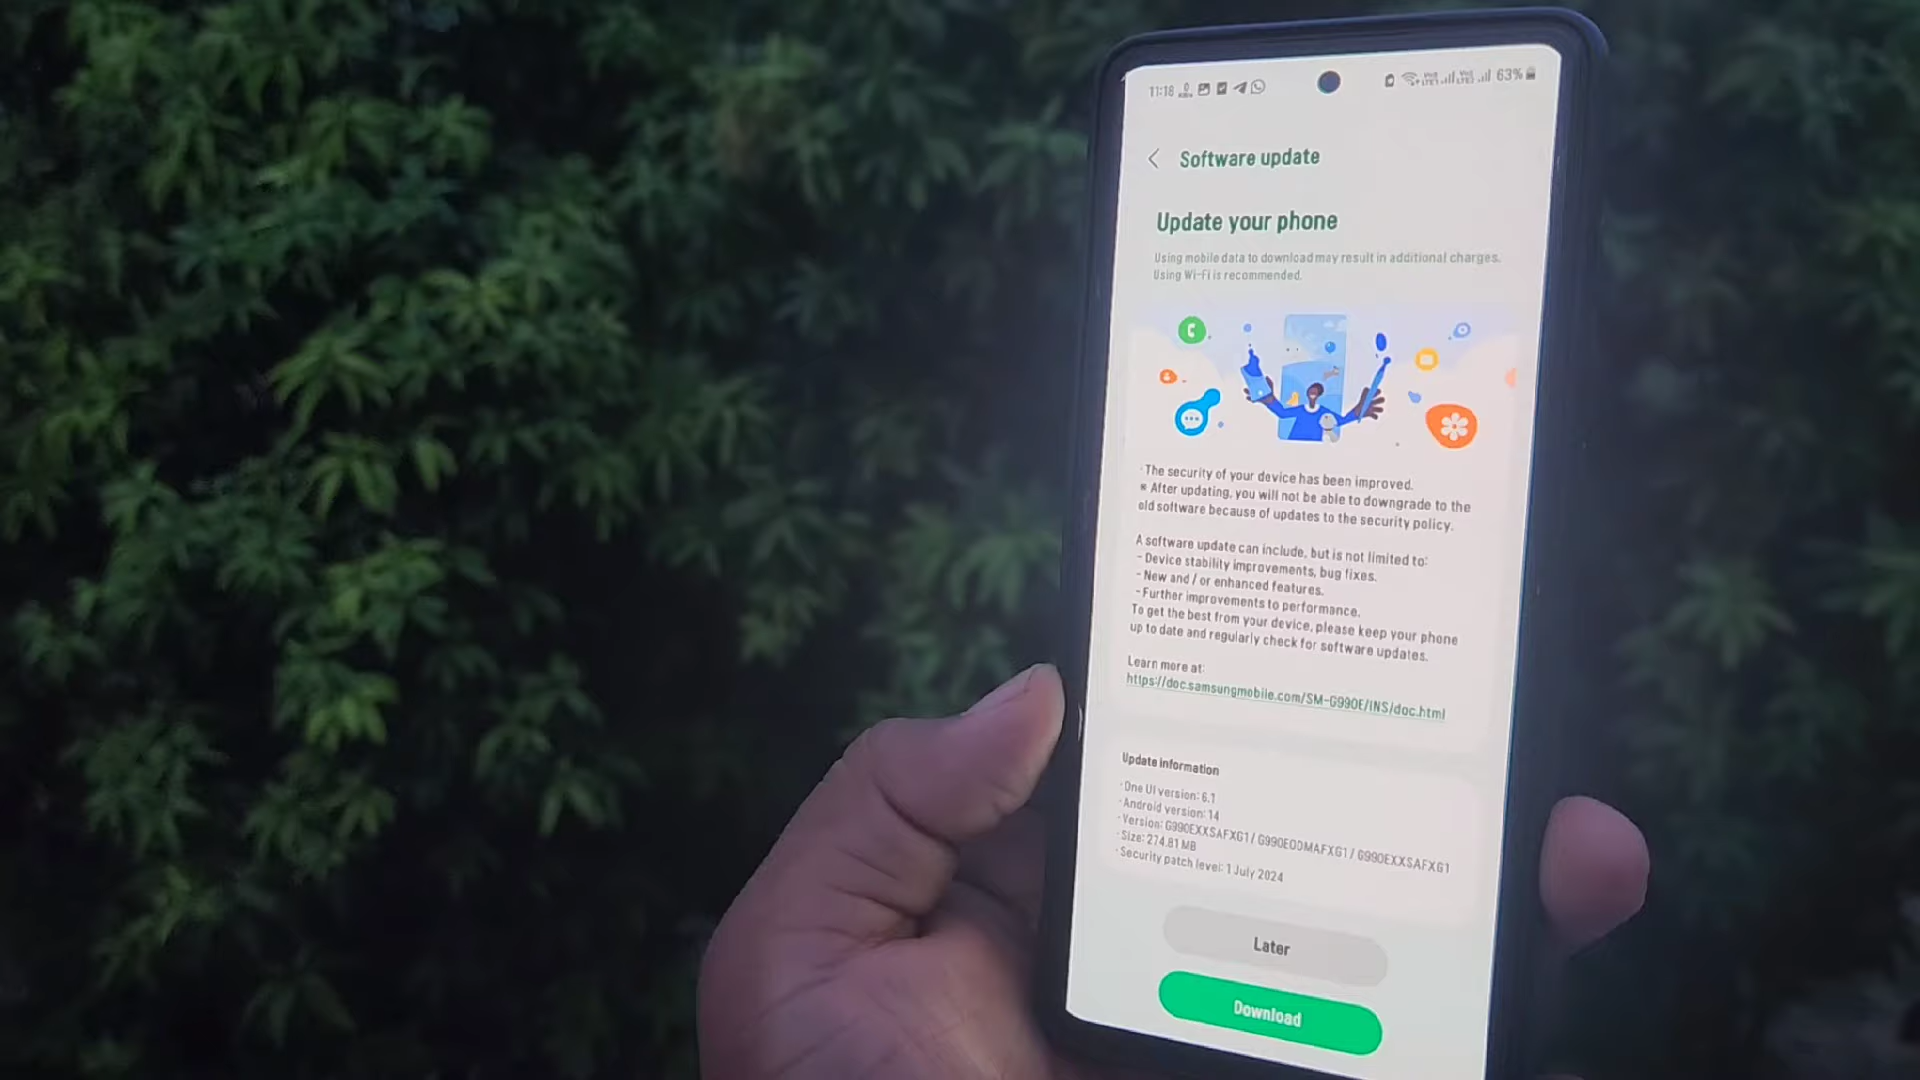 11:18 63%
Software update
Update your phone
Using mobile data to download may result in additional charges.
Using Wi-Fi is recommended.
· The security of your device has been improved.
※ After updating, you will not be able to downgrade to the
old software because of updates to the security policy.
A software update can include, but is not limited to:
- Device stability improvements, bug fixes.
- New and / or enhanced features.
- Further improvements to performance.
To get the best from your device, please keep your phone
up to date and regularly check for software updates.
Learn more at:
https://doc.samsungmobile.com/SM-G990E/INS/doc.html
Update information
· One UI version: 6.1
· Android version: 14
· Version: G990EXXSAFXG1 / G990EODMAFXG1 / G990EXXSAFXG1
· Size: 274.81 MB
· Security patch level: 1 July 2024
Later
Download